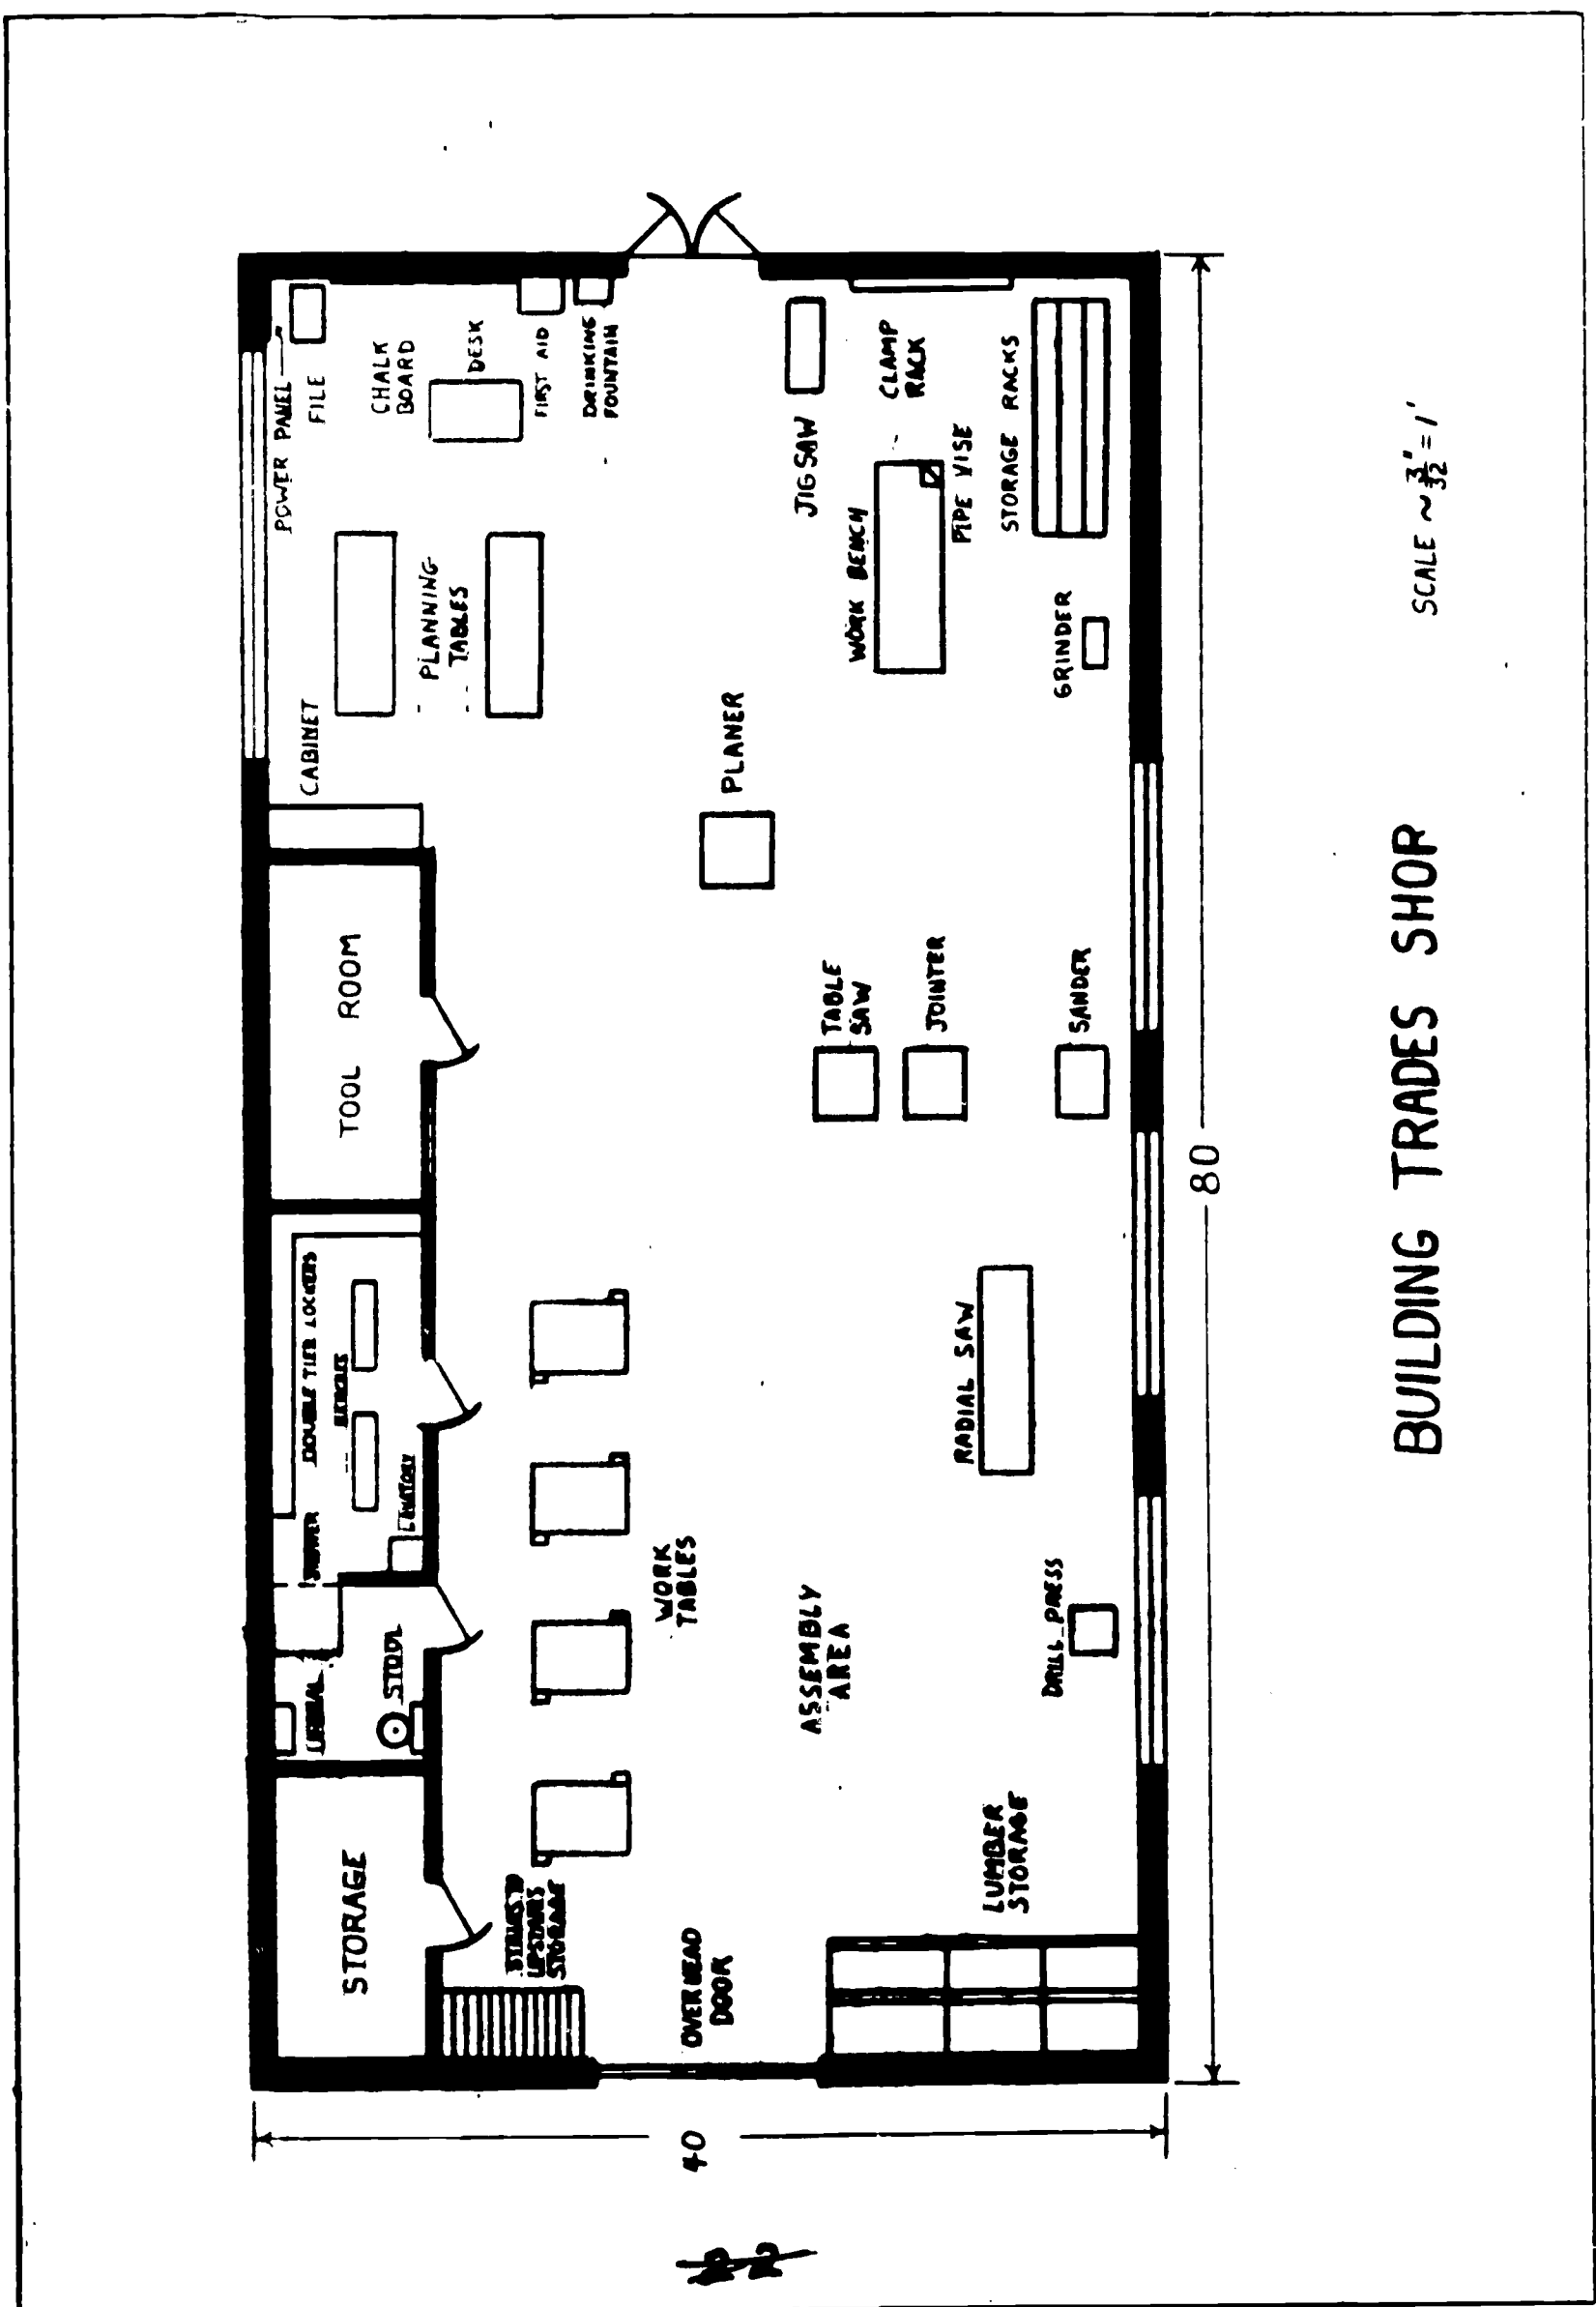 STORAGE
URINAL
STOOL
SHOWER
DOUBLE TIER LOCKERS
BENCHES
LAVATORY
TOOL ROOM
CABINET
POWER PANEL
FILE
CHALK
BOARD
DESK
FIRST AID
DRINKING
FOUNTAIN
PLANNING
TABLES
STAIRS TO
UPSTAIRS
STORAGE
WORK
TABLES
OVERHEAD
DOOR
ASSEMBLY
AREA
PLANER
TABLE
SAW
JOINTER
SANDER
JIG SAW
CLAMP
RACK
WORK BENCH
PIPE VISE
STORAGE RACKS
GRINDER
RADIAL SAW
DRILL PRESS
LUMBER
STORAGE
40
80
BUILDING TRADES SHOP
SCALE ~ 3/32" = 1'